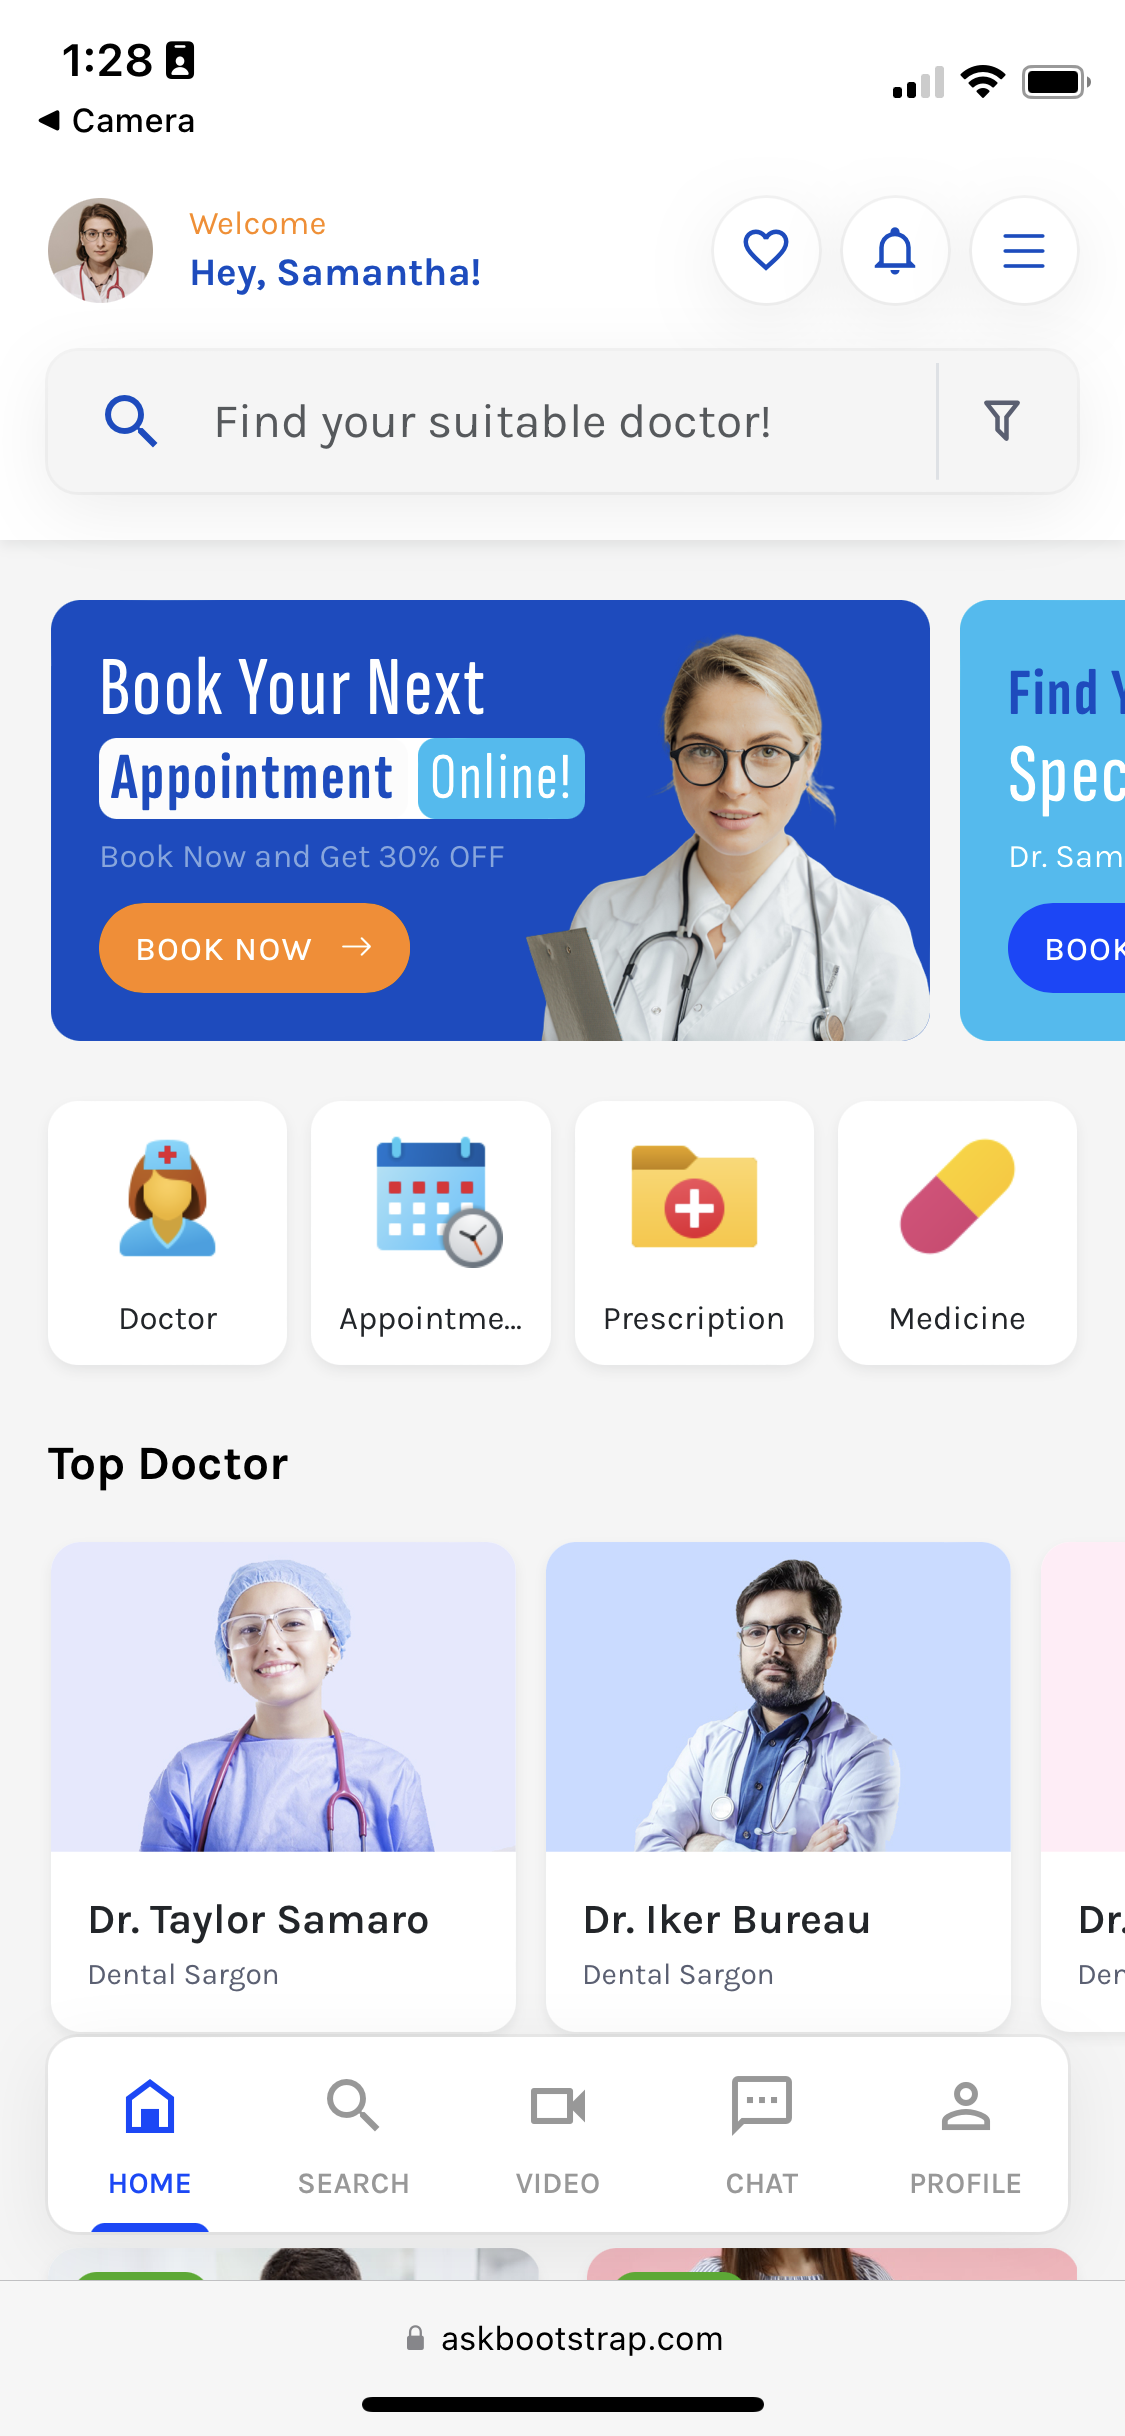 1:28
Camera
Welcome
Hey, Samantha!
Find your suitable doctor!
Book Your Next
Appointment Online!
Book Now and Get 30% OFF
BOOK NOW
Find
Spec
Dr. Sam
BOOK
Doctor
Appointme...
Prescription
Medicine
Top Doctor
Dr. Taylor Samaro
Dental Sargon
Dr. Iker Bureau
Dental Sargon
Dr.
Den
HOME
SEARCH
VIDEO
CHAT
PROFILE
askbootstrap.com